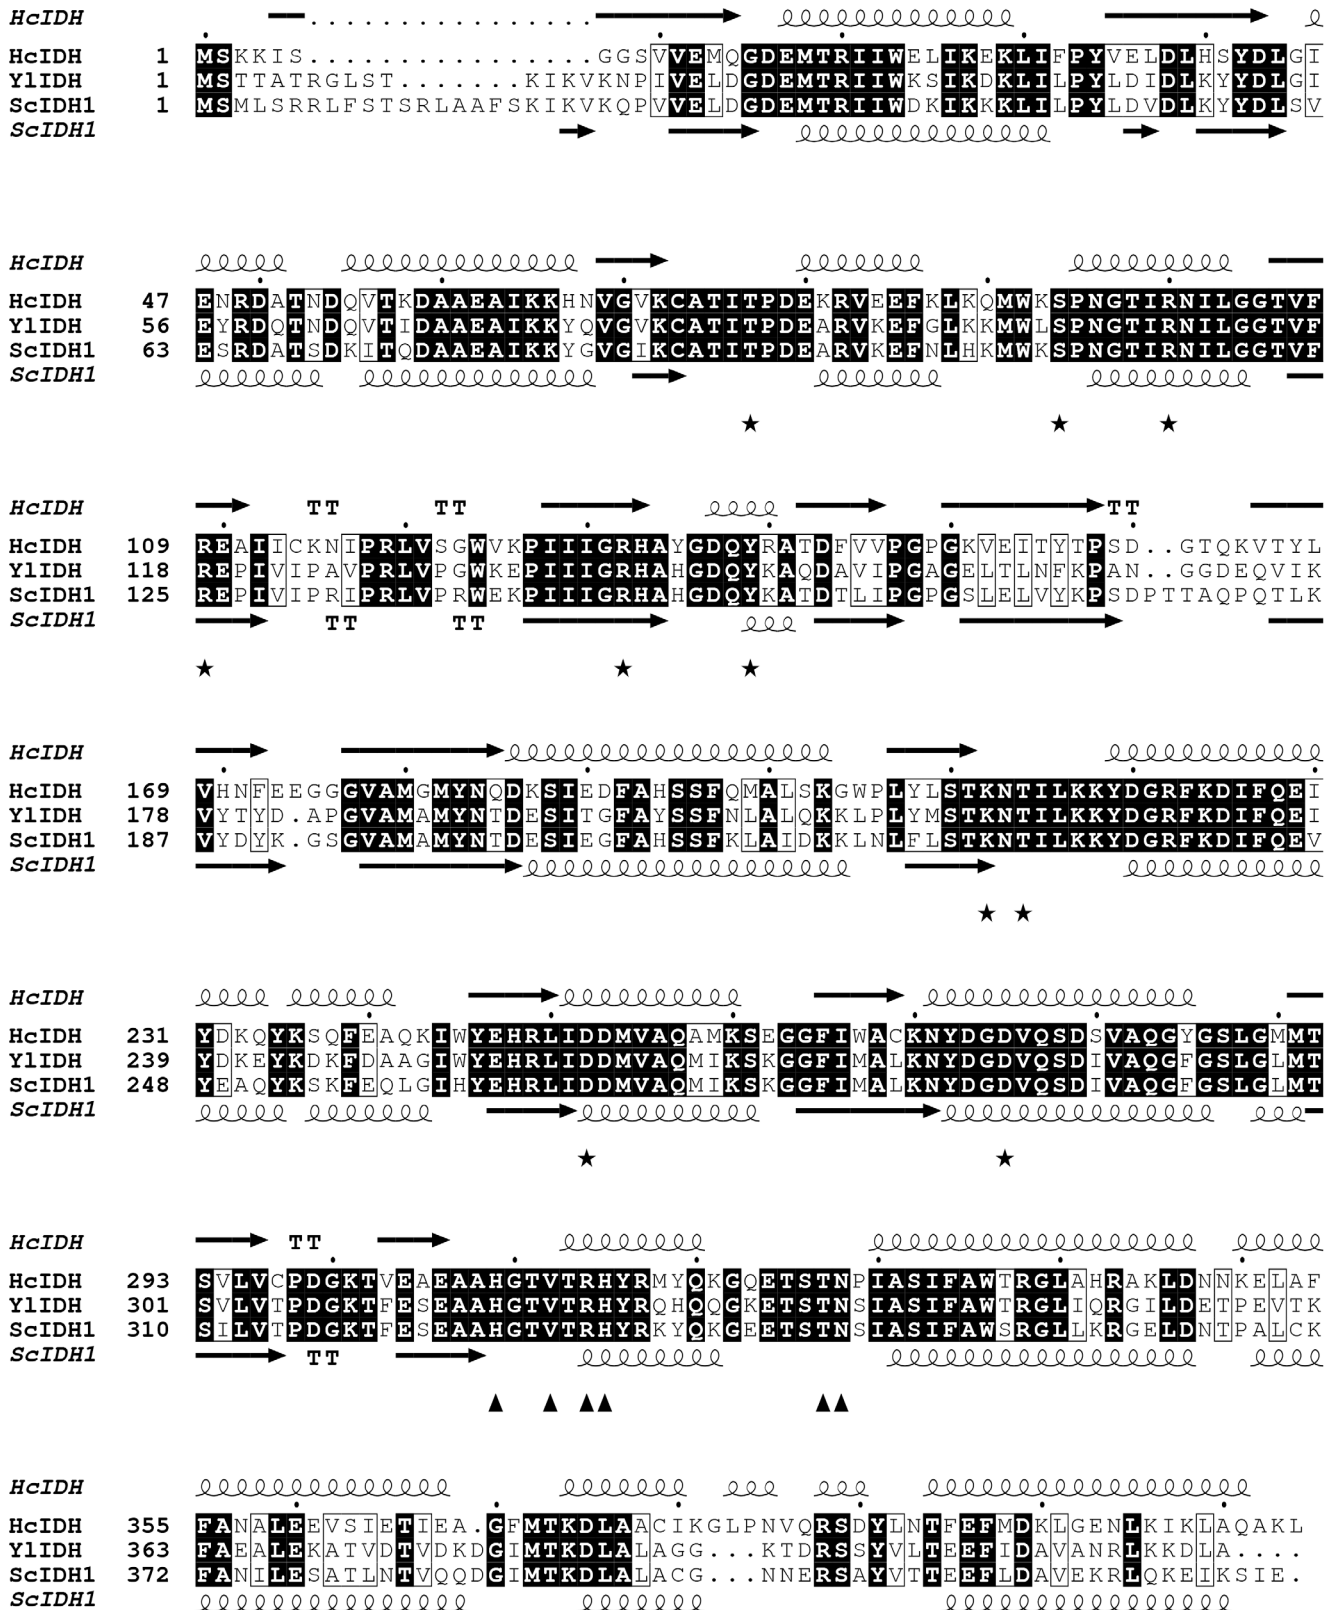 HcIDH
HcIDH 1 MSKKIS................GGSVVEMQGDEMTRIIWELIKEKLIFPYVELDLHSYDLGI
YlIDH 1 MSTTATRGLST.......KIKVKNPIVELDGDEMTRIIWKSIKDKLILPYLDIDLKYYDLGI
ScIDH1 1 MSMLSRRLFSTSRLAAFSKIKVKQPVVELDGDEMTRIIWDKIKKKLILPYLDVDLKYYDLSV
ScIDH1
HcIDH
HcIDH 47 ENRDATNDQVTKDAAEAIKKHNVGVKCATITPDEKRVEEFKLKQMWKSPNGTIRNILGGTVF
YlIDH 56 EYRDQTNDQVTIDAAEAIKKYQVGVKCATITPDEARVKEFGLKKMWLSPNGTIRNILGGTVF
ScIDH1 63 ESRDATSDKITQDAAEAIKKYGVGIKCATITPDEARVKEFNLHKMWKSPNGTIRNILGGTVF
ScIDH1
HcIDH TT TT TT
HcIDH 109 REAIICKNIPRLVSGWVKPIIIGRHAYGDQYRATDFVVPGPGKVEITYTPSD..GTQKVTYL
YlIDH 118 REPIVIPAVPRLVPGWKEPIIIGRHAHGDQYKAQDAVIPGAGELTLNFKPAN..GGDEQVIK
ScIDH1 125 REPIVIPRIPRLVPRWEKPIIIGRHAHGDQYKATDTLIPGPGSLELVYKPSDPTTAQPQTLK
ScIDH1 TT TT
HcIDH
HcIDH 169 VHNFEEGGGVAMGMYNQDKSIEDFAHSSFQMALSKGWPLYLSTKNTILKKYDGRFKDIFQEI
YlIDH 178 VYTYD.APGVAMAMYNTDESITGFAYSSFNLALQKKLPLYMSTKNTILKKYDGRFKDIFQEI
ScIDH1 187 VYDYK.GSGVAMAMYNTDESIEGFAHSSFKLAIDKKLNLFLSTKNTILKKYDGRFKDIFQEV
ScIDH1
HcIDH
HcIDH 231 YDKQYKSQFEAQKIWYEHRLIDDMVAQAMKSEGGFIWACKNYDGDVQSDSVAQGYGSLGMMT
YlIDH 239 YDKEYKDKFDAAGIWYEHRLIDDMVAQMIKSKGGFIMALKNYDGDVQSDIVAQGFGSLGLMT
ScIDH1 248 YEAQYKSKFEQLGIHYEHRLIDDMVAQMIKSKGGFIMALKNYDGDVQSDIVAQGFGSLGLMT
ScIDH1
HcIDH TT
HcIDH 293 SVLVCPDGKTVEAEAAHGTVTRHYRMYQKGQETSTNPIASIFAWTRGLAHRAKLDNNKELAF
YlIDH 301 SVLVTPDGKTFESEAAHGTVTRHYRQHQQGKETSTNSIASIFAWTRGLIQRGILDETPEVTK
ScIDH1 310 SILVTPDGKTFESEAAHGTVTRHYRKYQKGEETSTNSIASIFAWSRGLLKRGELDNTPALCK
ScIDH1 TT
HcIDH
HcIDH 355 FANALEEVSIETIEA.GFMTKDLAACIKGLPNVQRSDYLNTFEFMDKLGENLKIKLAQAKL
YlIDH 363 FAEALEKATVDTVDKDGIMTKDLALAGG...KTDRSSYVLTEEFIDAVANRLKKDLA....
ScIDH1 372 FANILESATLNTVQQDGIMTKDLALACG...NNERSAYVTTEEFLDAVEKRLQKEIKSIE.
ScIDH1